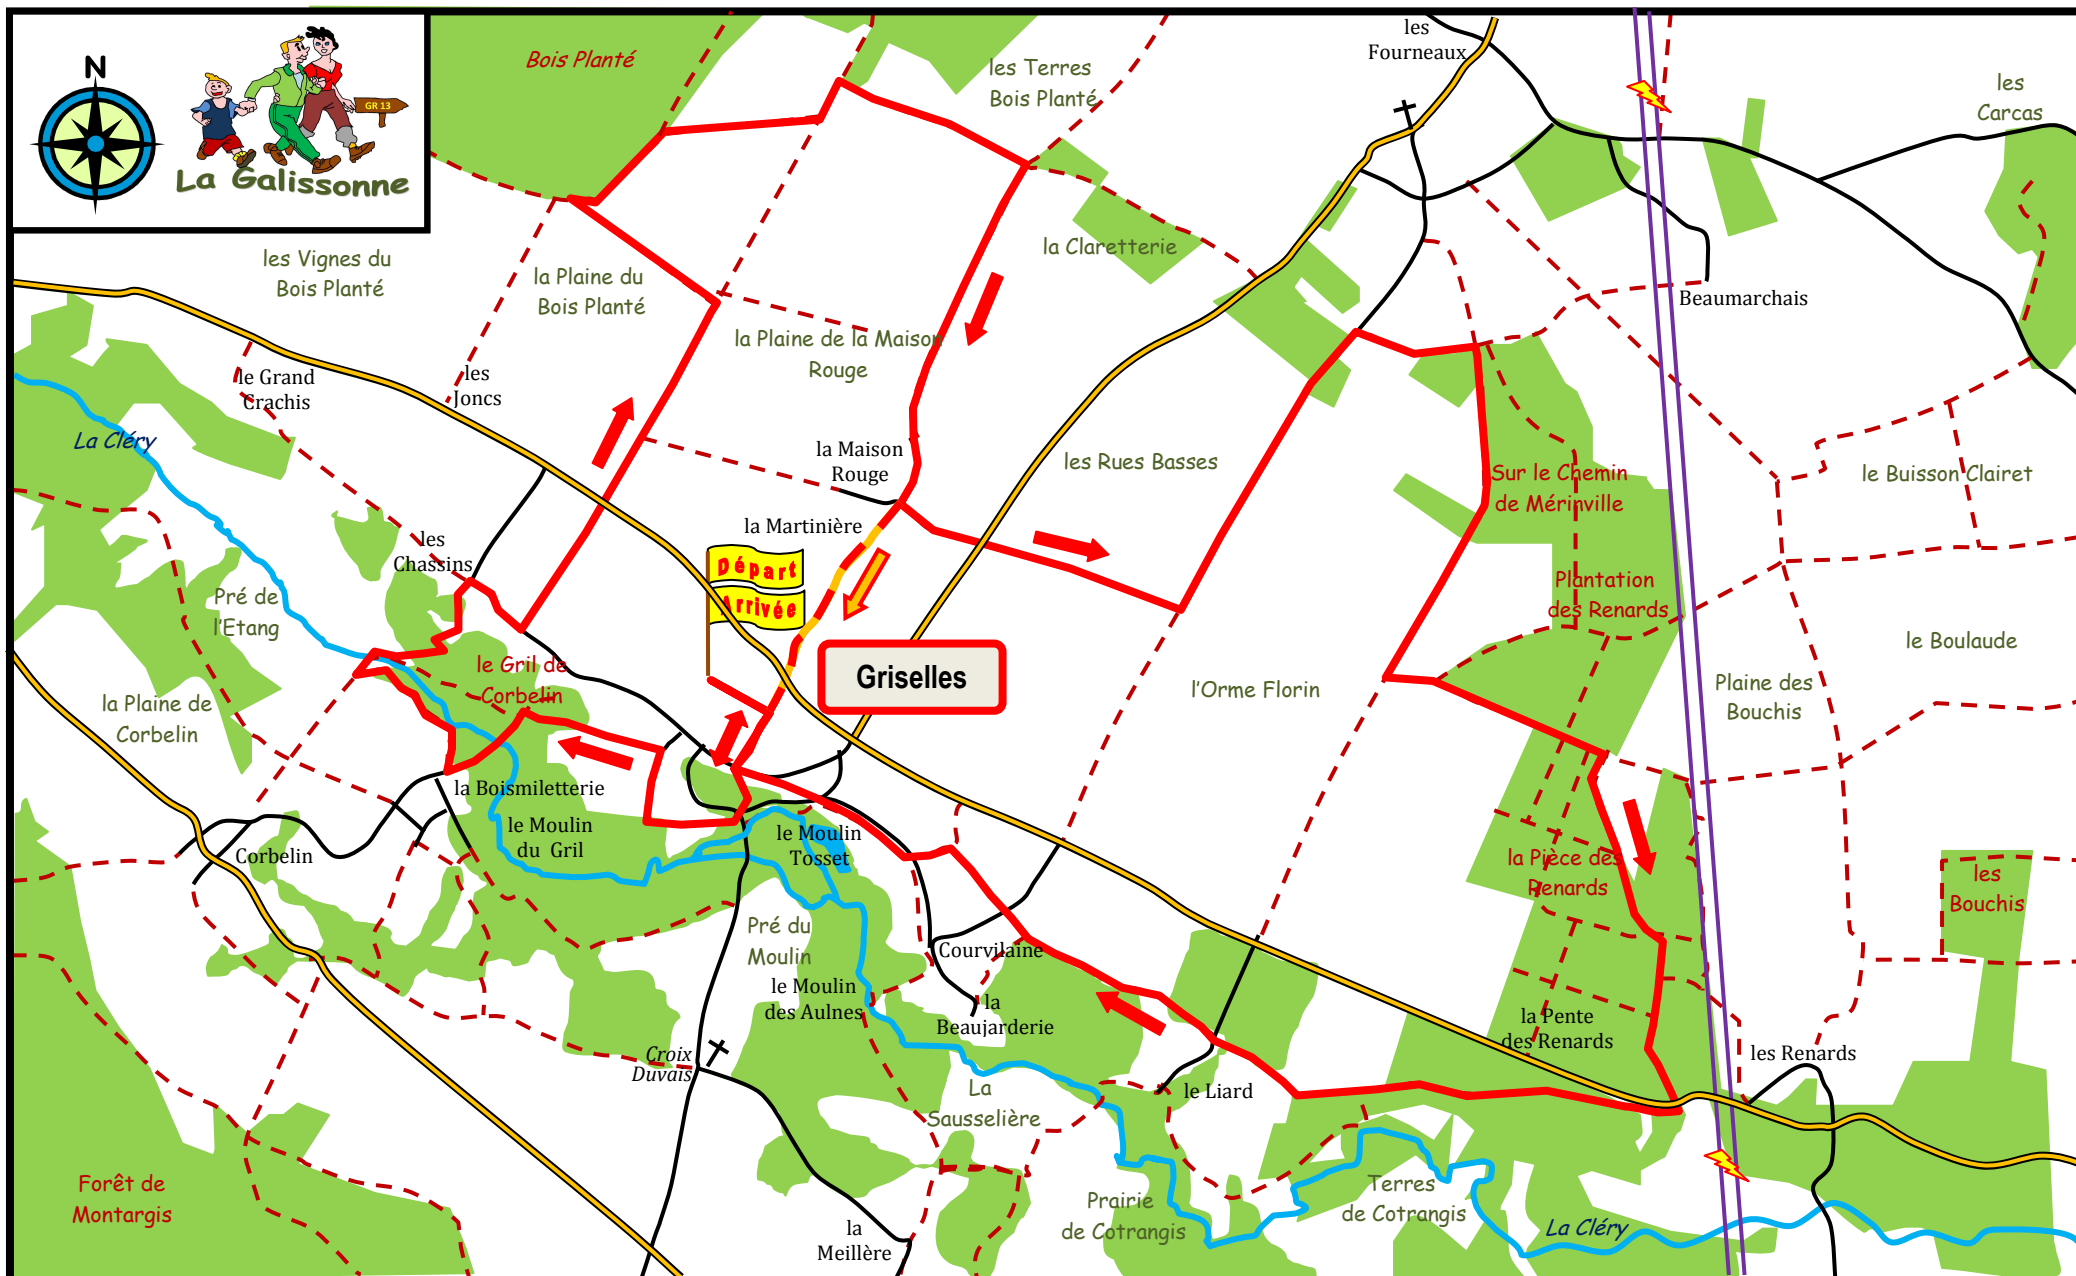 N
GR 13
La Galissonne
Bois Planté
les Terres
Bois Planté
les
Fourneaux
les
Carcas
les Vignes du
Bois Planté
la Plaine du
Bois Planté
la Claretterie
Beaumarchais
la Plaine de la Maison
Rouge
le Grand
Crachis
les
Joncs
La Cléry
la Maison
Rouge
les Rues Basses
Sur le Chemin
de Mérinville
le Buisson Clairet
la Martinière
les
Chassins
Départ
Arrivée
Pré de
l'Etang
Plantation
des Renards
le Boulaude
le Gril de
Corbelin
Griselles
l'Orme Florin
la Plaine de
Corbelin
Plaine des
Bouchis
la Boismiletterie
le Moulin
du Gril
le Moulin
Tosset
Corbelin
la Pièce des
Renards
les
Bouchis
Pré du
Moulin
Courvilaine
le Moulin
des Aulnes
la
Beaujarderie
la Pente
des Renards
Croix
Duvais
les Renards
le Liard
La
Sausselière
Forêt de
Montargis
Prairie
de Cotrangis
Terres
de Cotrangis
La Cléry
la
Meillère